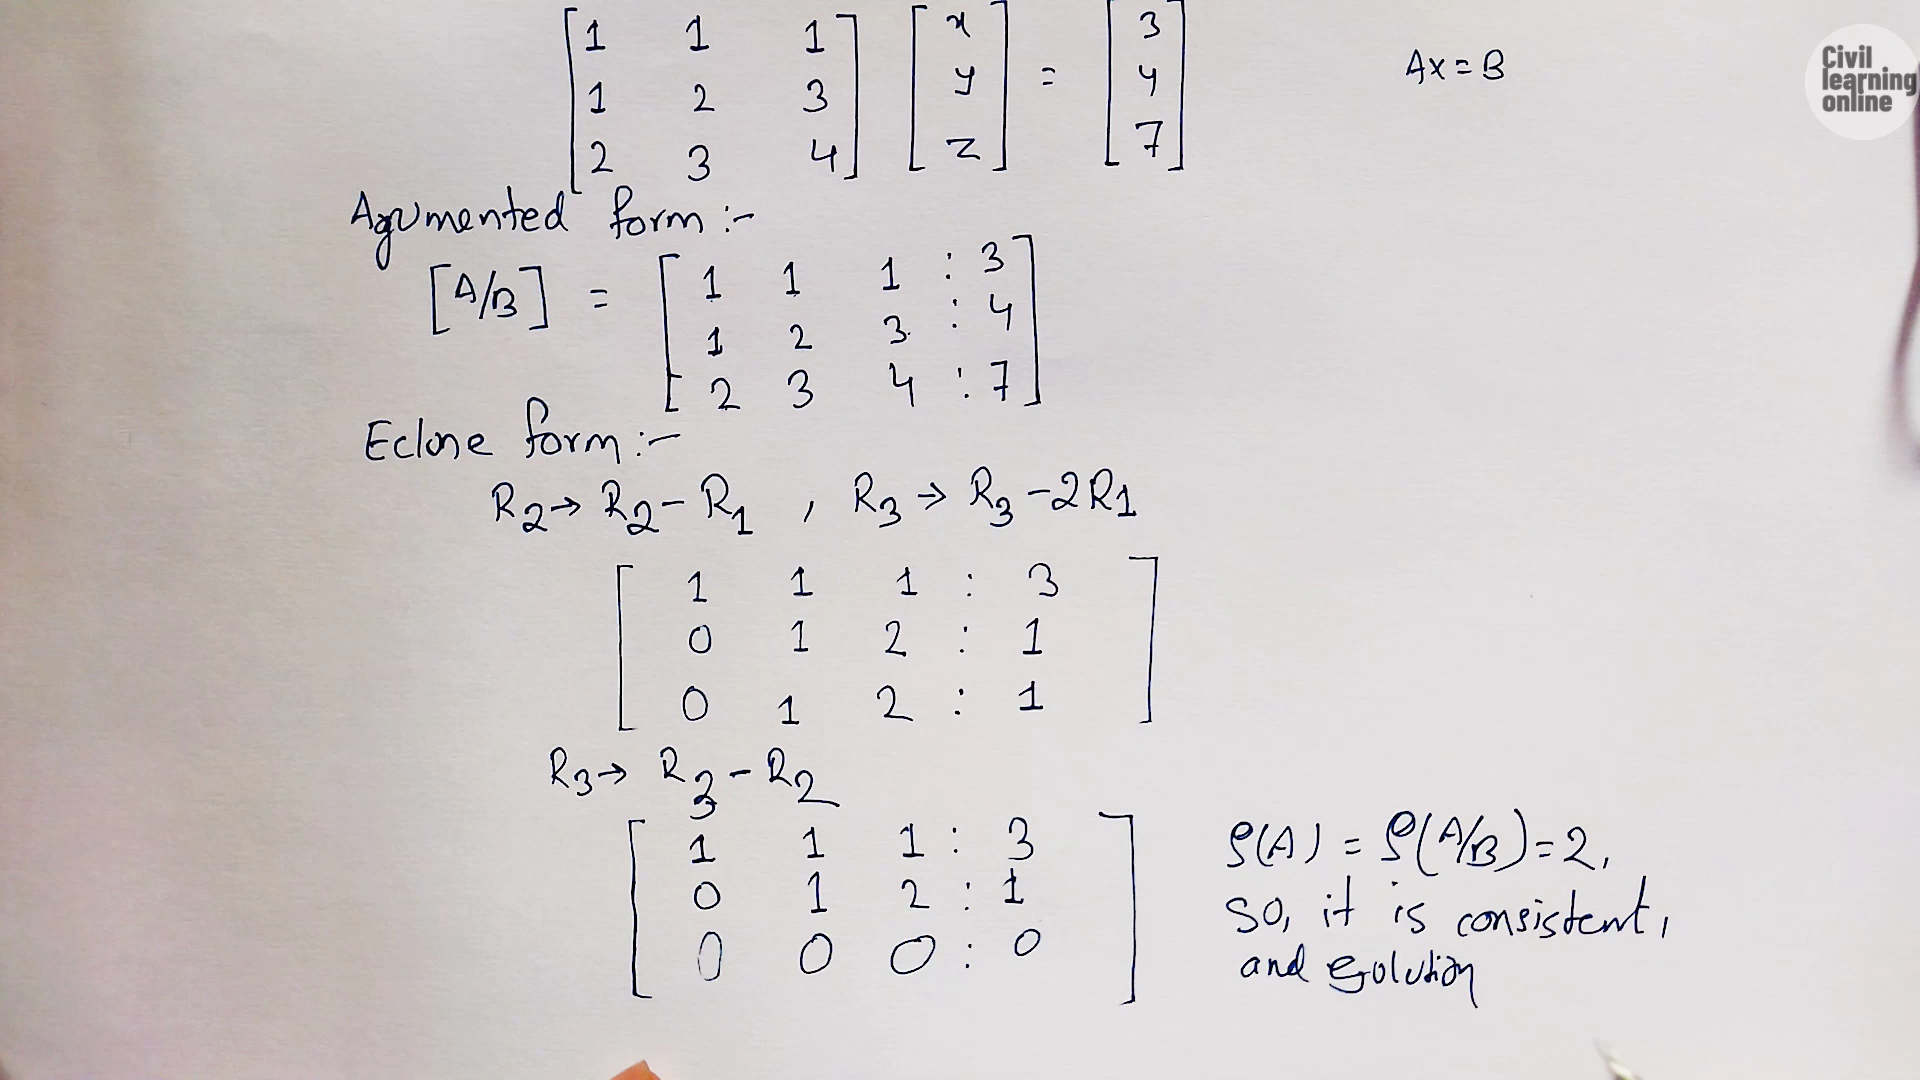 [1 1 1] [x] = [3]
[1 2 3] [y] [4] Ax=B
[2 3 4] [z] [7]
Civil
learning
online
Agumented form :-
[A/B] = [1 1 1 : 3]
[1 2 3 : 4]
[2 3 4 : 7]
Eclone form :-
R2→ R2- R1 , R3 → R3 -2R1
[1 1 1 : 3]
[0 1 2 : 1]
[0 1 2 : 1]
R3→ R3 - R2
[1 1 1 : 3]
[0 1 2 : 1]
[0 0 0 : 0]
ρ(A) = ρ(A/B)=2,
so, it is consistent,
and solution